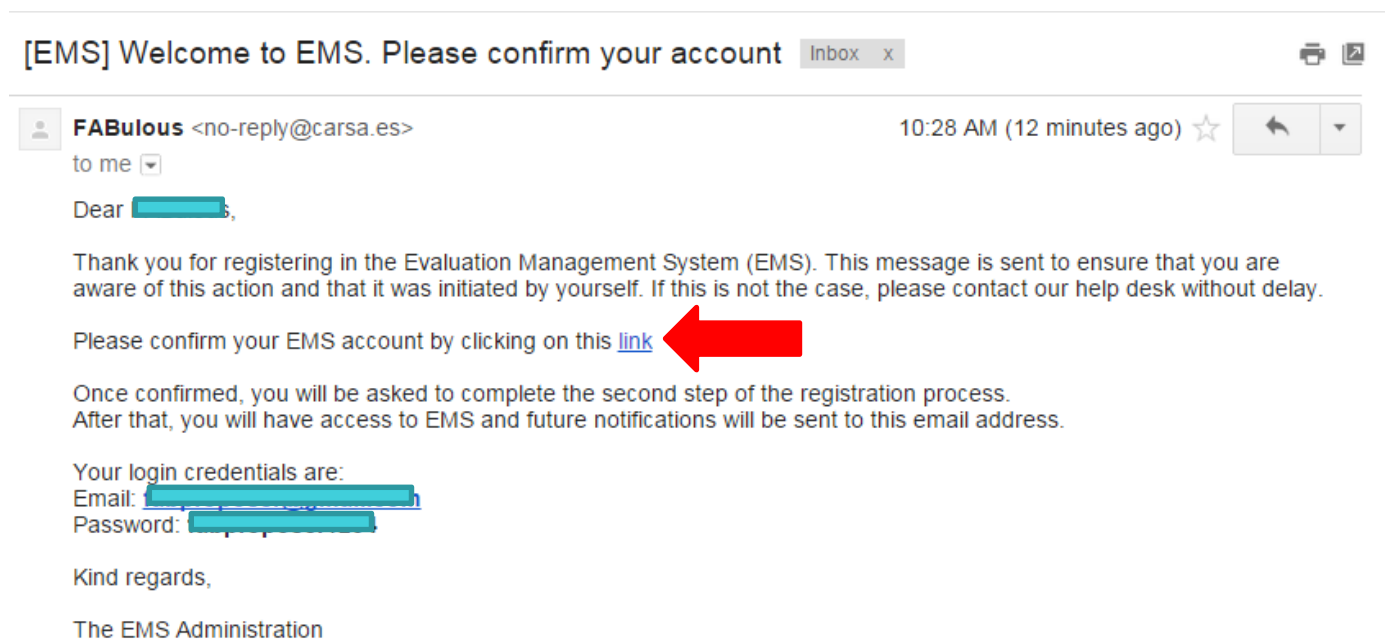 [EMS] Welcome to EMS. Please confirm your account Inbox x
FABulous <no-reply@carsa.es> 10:28 AM (12 minutes ago)
to me
Dear
Thank you for registering in the Evaluation Management System (EMS). This message is sent to ensure that you are
aware of this action and that it was initiated by yourself. If this is not the case, please contact our help desk without delay.
Please confirm your EMS account by clicking on this link
Once confirmed, you will be asked to complete the second step of the registration process.
After that, you will have access to EMS and future notifications will be sent to this email address.
Your login credentials are:
Email:
Password:
Kind regards,
The EMS Administration